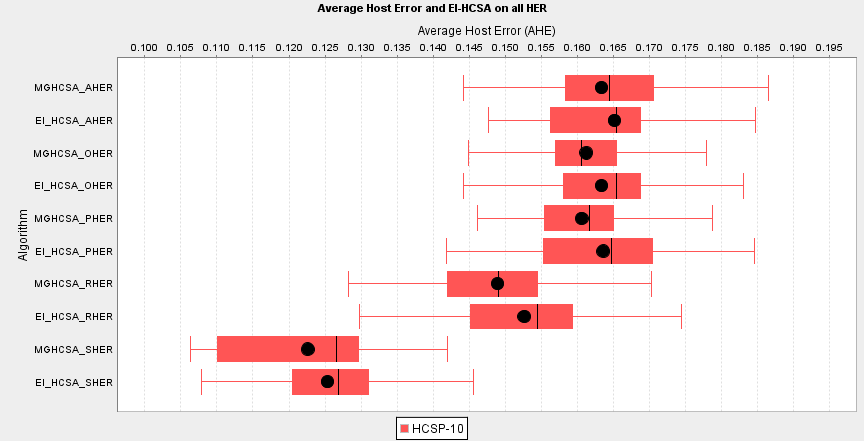 Average Host Error and EI-HCSA on all HER
Average Host Error (AHE)
0.100 0.105 0.110 0.115 0.120 0.125 0.130 0.135 0.140 0.145 0.150 0.155 0.160 0.165 0.170 0.175 0.180 0.185 0.190 0.195
Algorithm
MGHCSA_AHER
EI_HCSA_AHER
MGHCSA_OHER
EI_HCSA_OHER
MGHCSA_PHER
EI_HCSA_PHER
MGHCSA_RHER
EI_HCSA_RHER
MGHCSA_SHER
EI_HCSA_SHER
HCSP-10